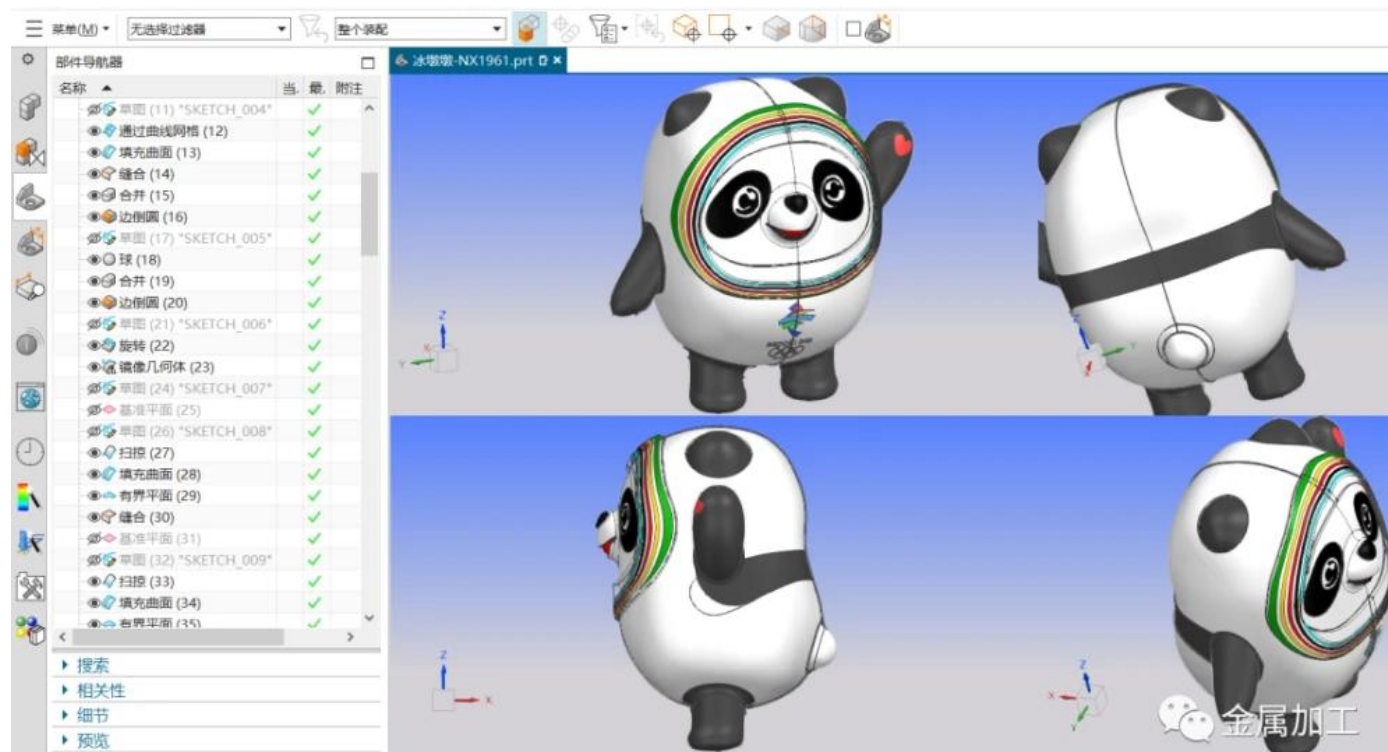 菜单(M)
无选择过滤器
整个装配
部件导航器
冰墩墩-NX1961.prt
名称
当.
最.
附注
草图 (11) "SKETCH_004"
通过曲线网格 (12)
填充曲面 (13)
缝合 (14)
合并 (15)
边倒圆 (16)
草图 (17) "SKETCH_005"
球 (18)
合并 (19)
边倒圆 (20)
草图 (21) "SKETCH_006"
旋转 (22)
镜像几何体 (23)
草图 (24) "SKETCH_007"
基准平面 (25)
草图 (26) "SKETCH_008"
扫掠 (27)
填充曲面 (28)
有界平面 (29)
缝合 (30)
基准平面 (31)
草图 (32) "SKETCH_009"
扫掠 (33)
填充曲面 (34)
有界平面 (35)
搜索
相关性
细节
预览
Z
X
Y
Z
Y
Z
X
Z
X
Y
金属加工